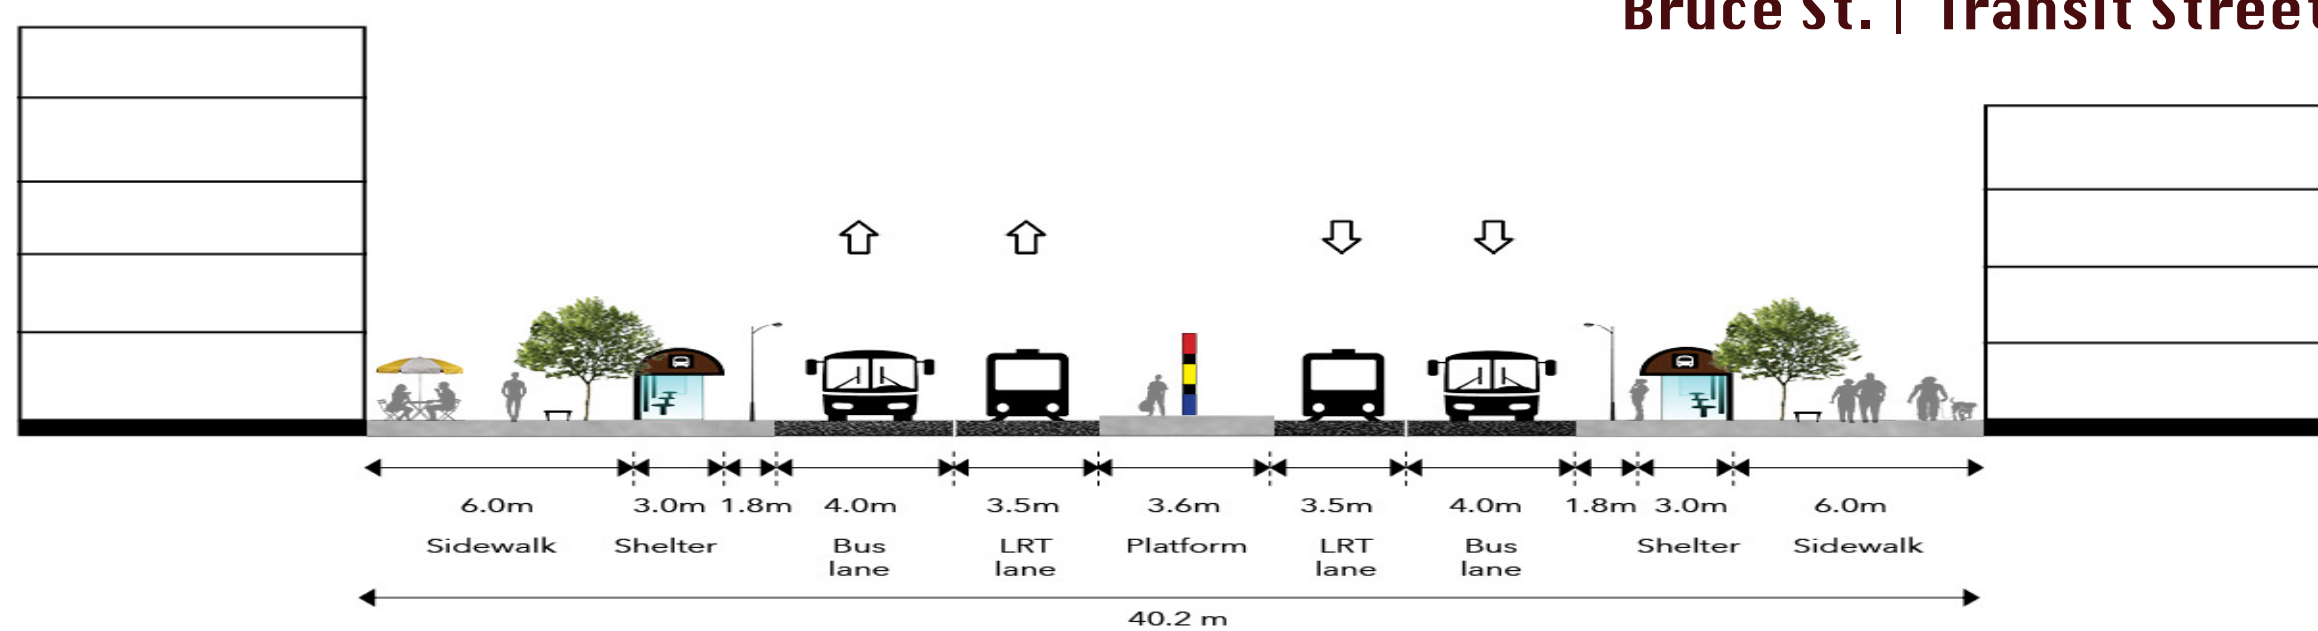 Bruce St. | Transit Street
6.0m 3.0m 1.8m 4.0m 3.5m 3.6m 3.5m 4.0m 1.8m 3.0m 6.0m
Sidewalk Shelter Bus lane LRT lane Platform LRT lane Bus lane Shelter Sidewalk
40.2 m